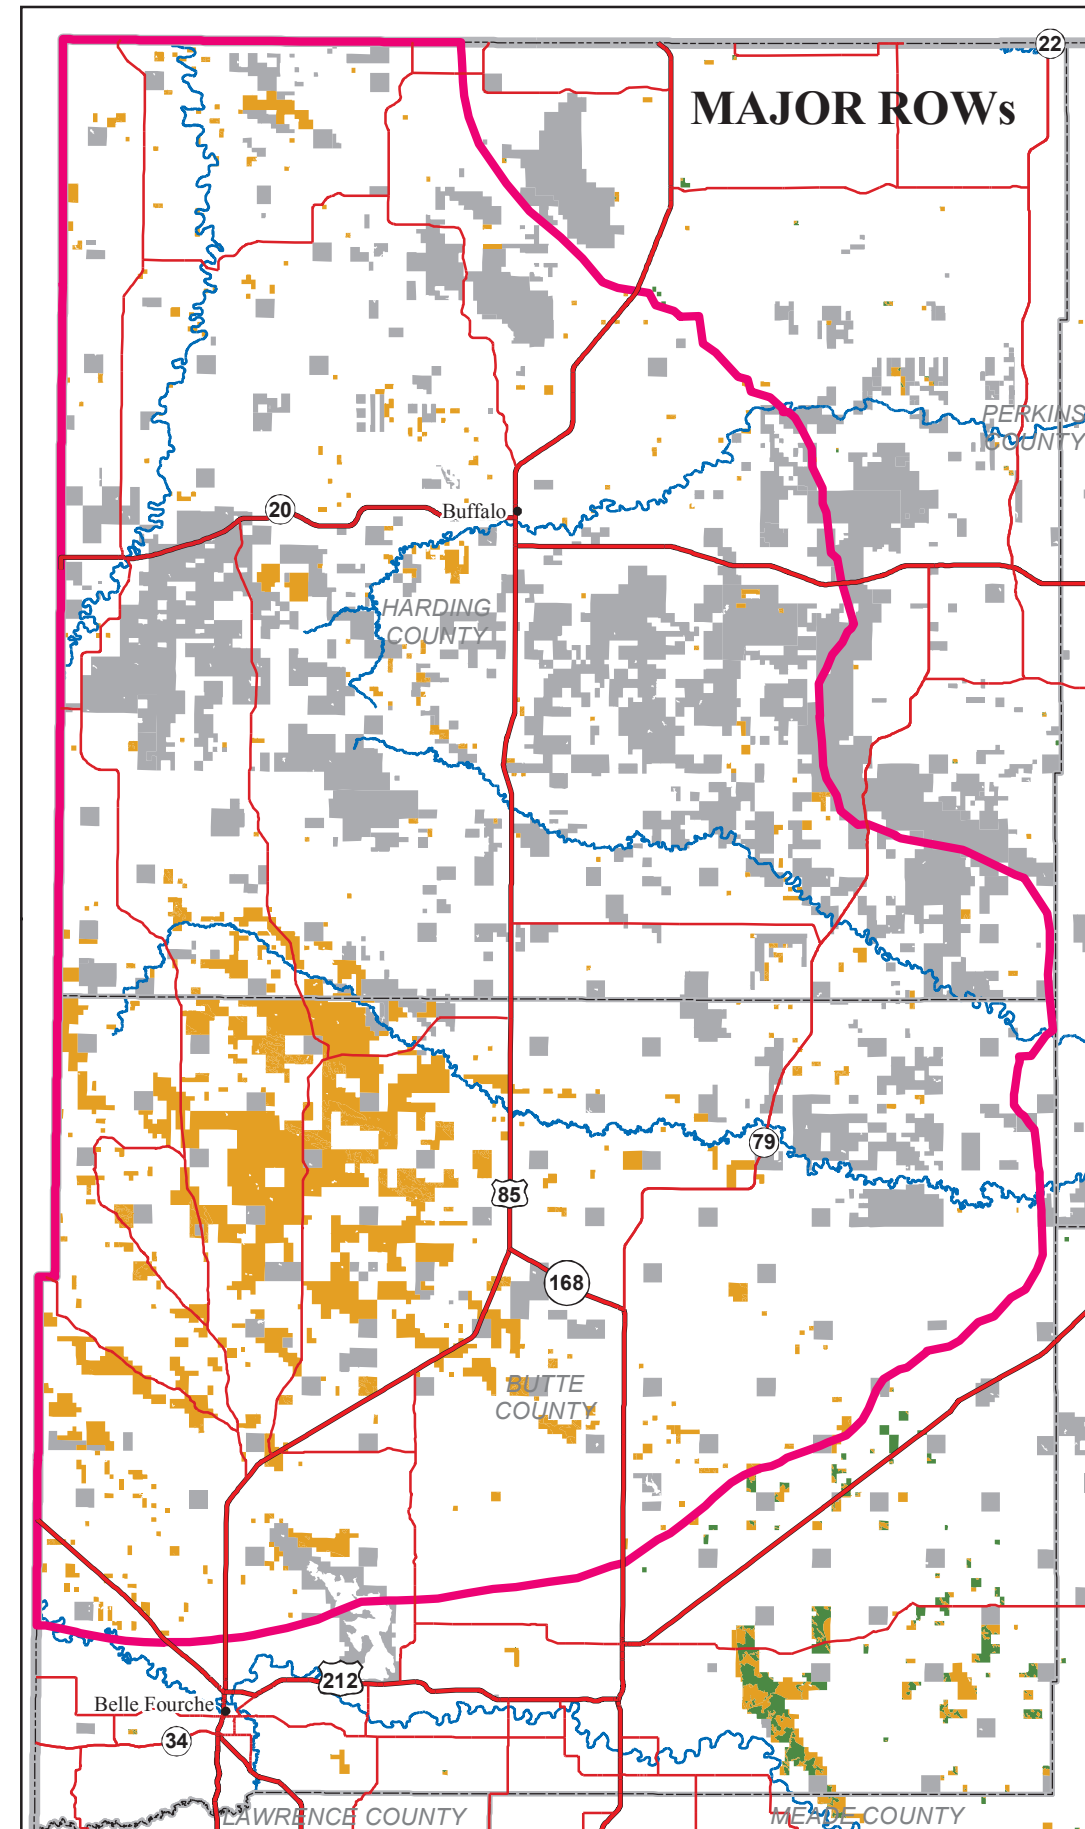 22
MAJOR ROWs
PERKINS
COUNTY
20
Buffalo
HARDING
COUNTY
79
85
168
BUTTE
COUNTY
212
Belle Fourche
34
LAWRENCE COUNTY
MEADE COUNTY